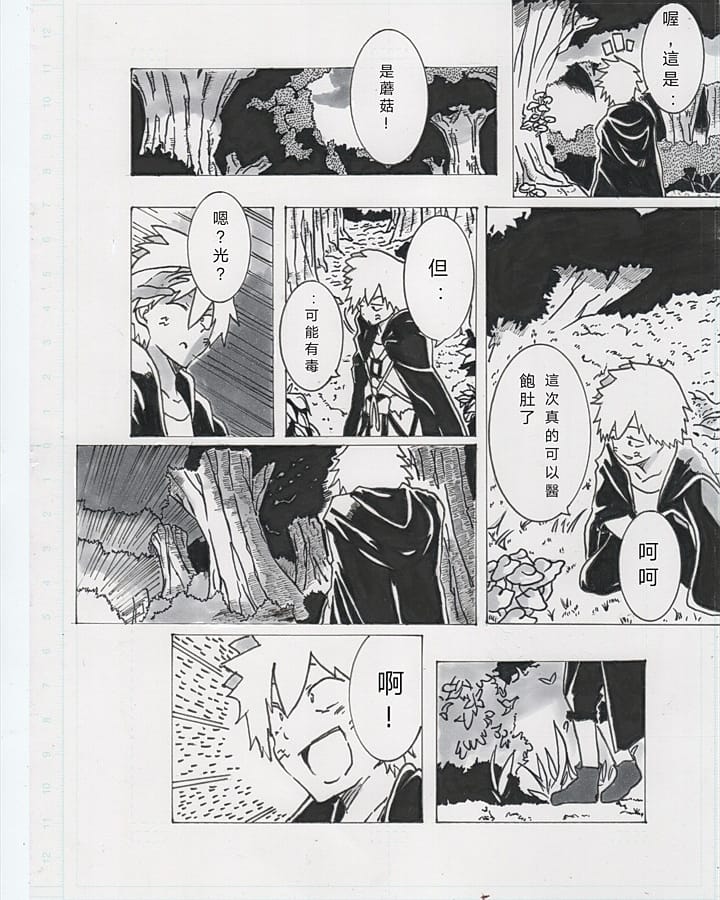 喔，這是：
是蘑菇！
這次真的可以醫
飽肚了
呵呵
但：
：可能有毒
嗯？光？
啊！